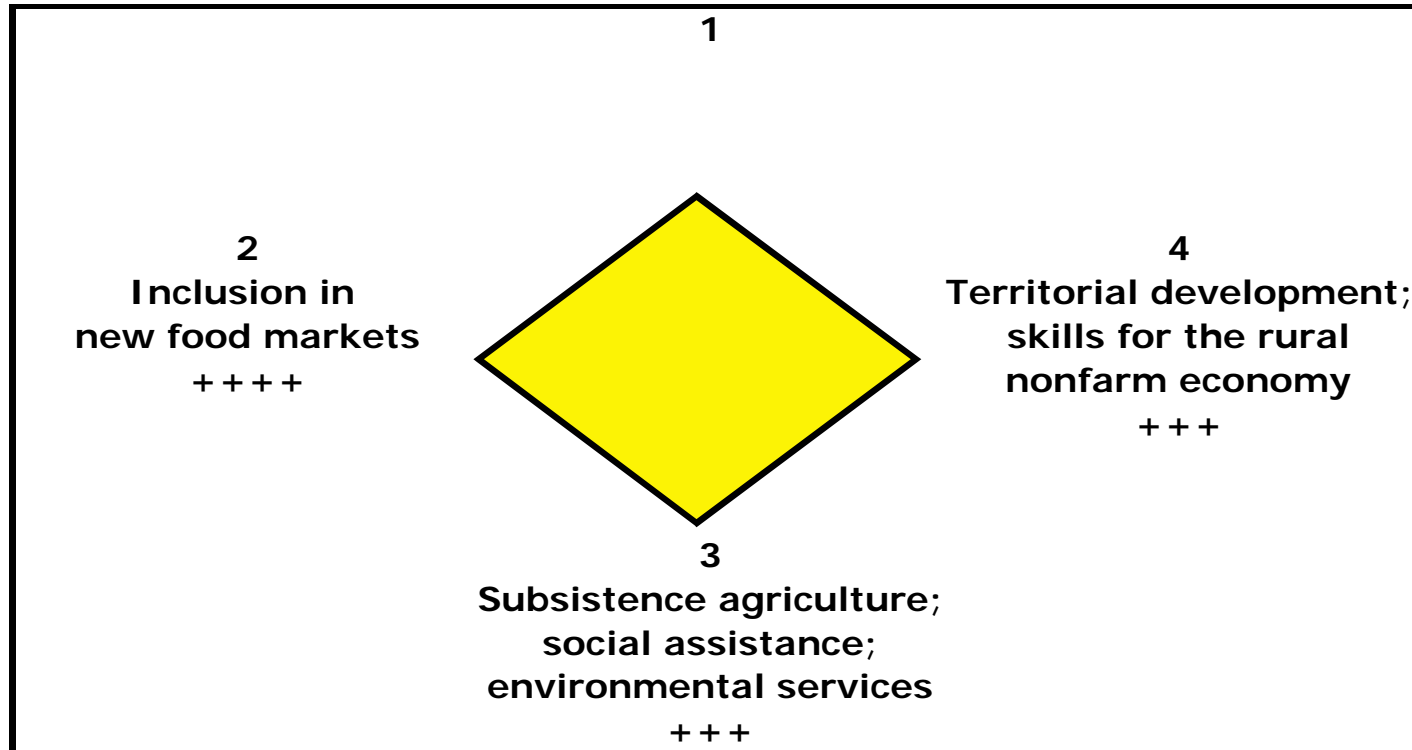 1
2
Inclusion in
new food markets
++++
4
Territorial development;
skills for the rural
nonfarm economy
+++
3
Subsistence agriculture;
social assistance;
environmental services
+++